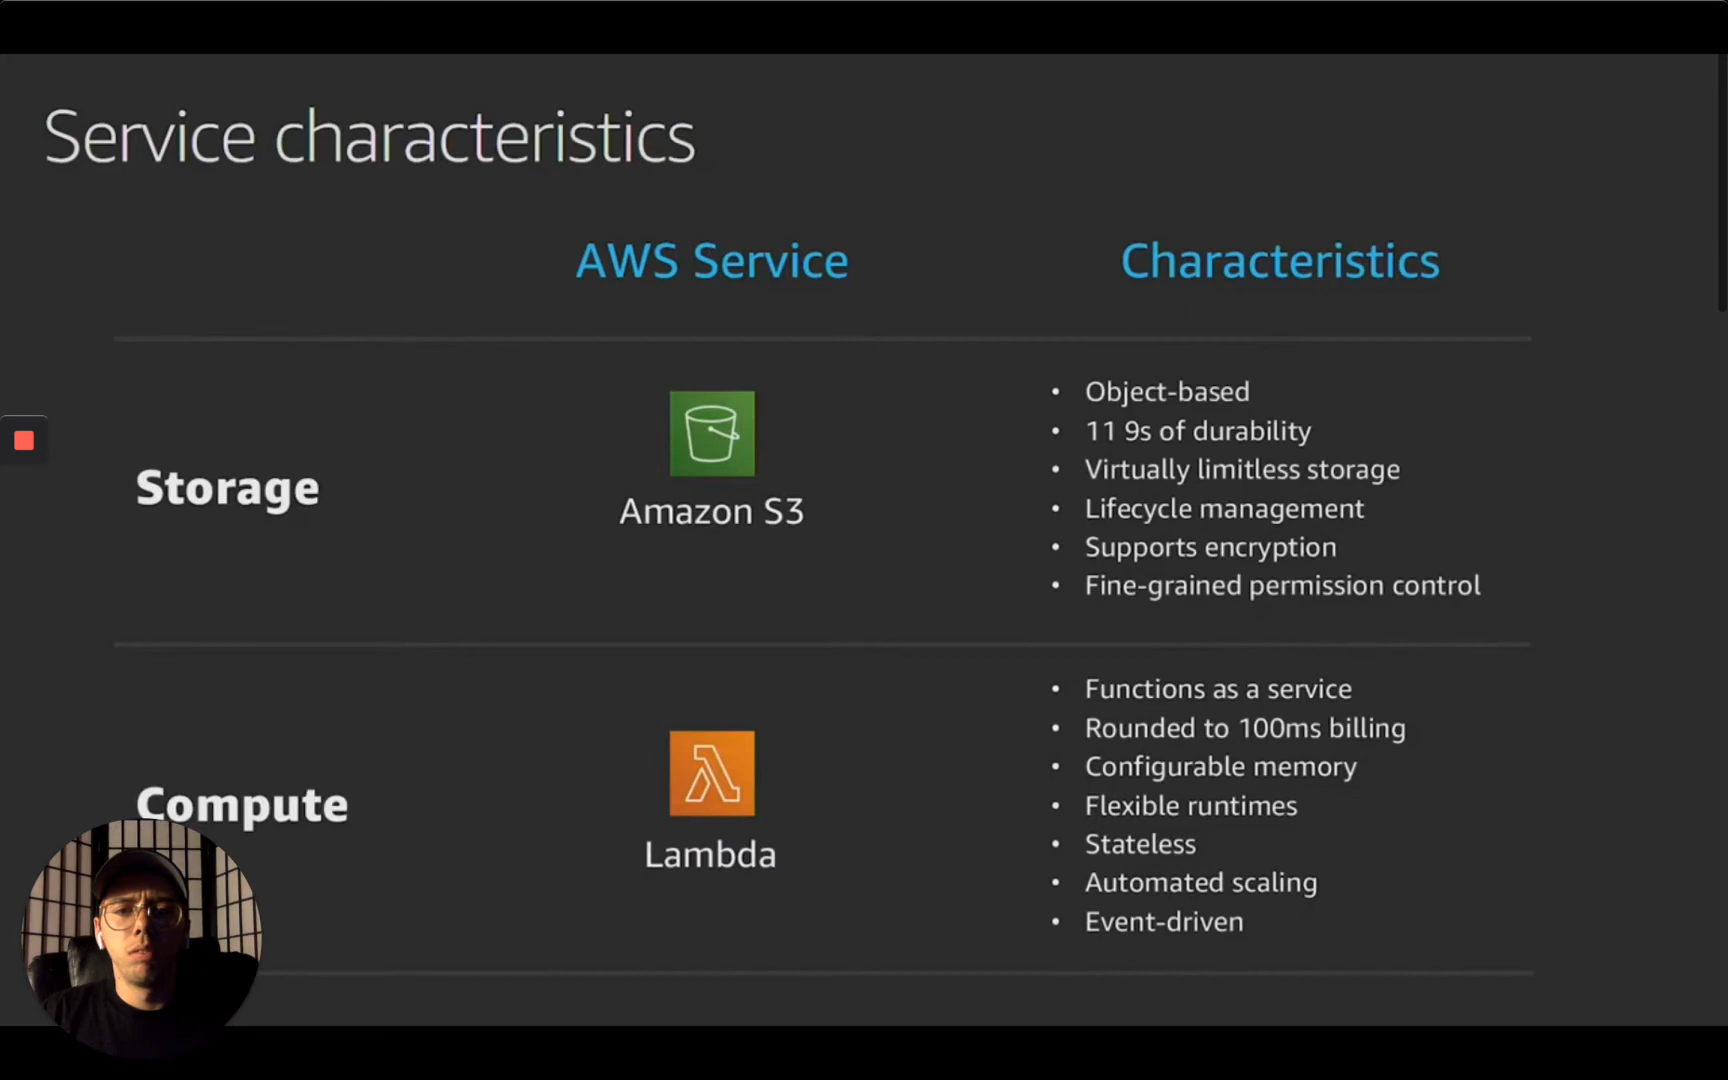 Service characteristics
AWS Service
Characteristics
Storage
Amazon S3
• Object-based
• 11 9s of durability
• Virtually limitless storage
• Lifecycle management
• Supports encryption
• Fine-grained permission control
Compute
Lambda
• Functions as a service
• Rounded to 100ms billing
• Configurable memory
• Flexible runtimes
• Stateless
• Automated scaling
• Event-driven